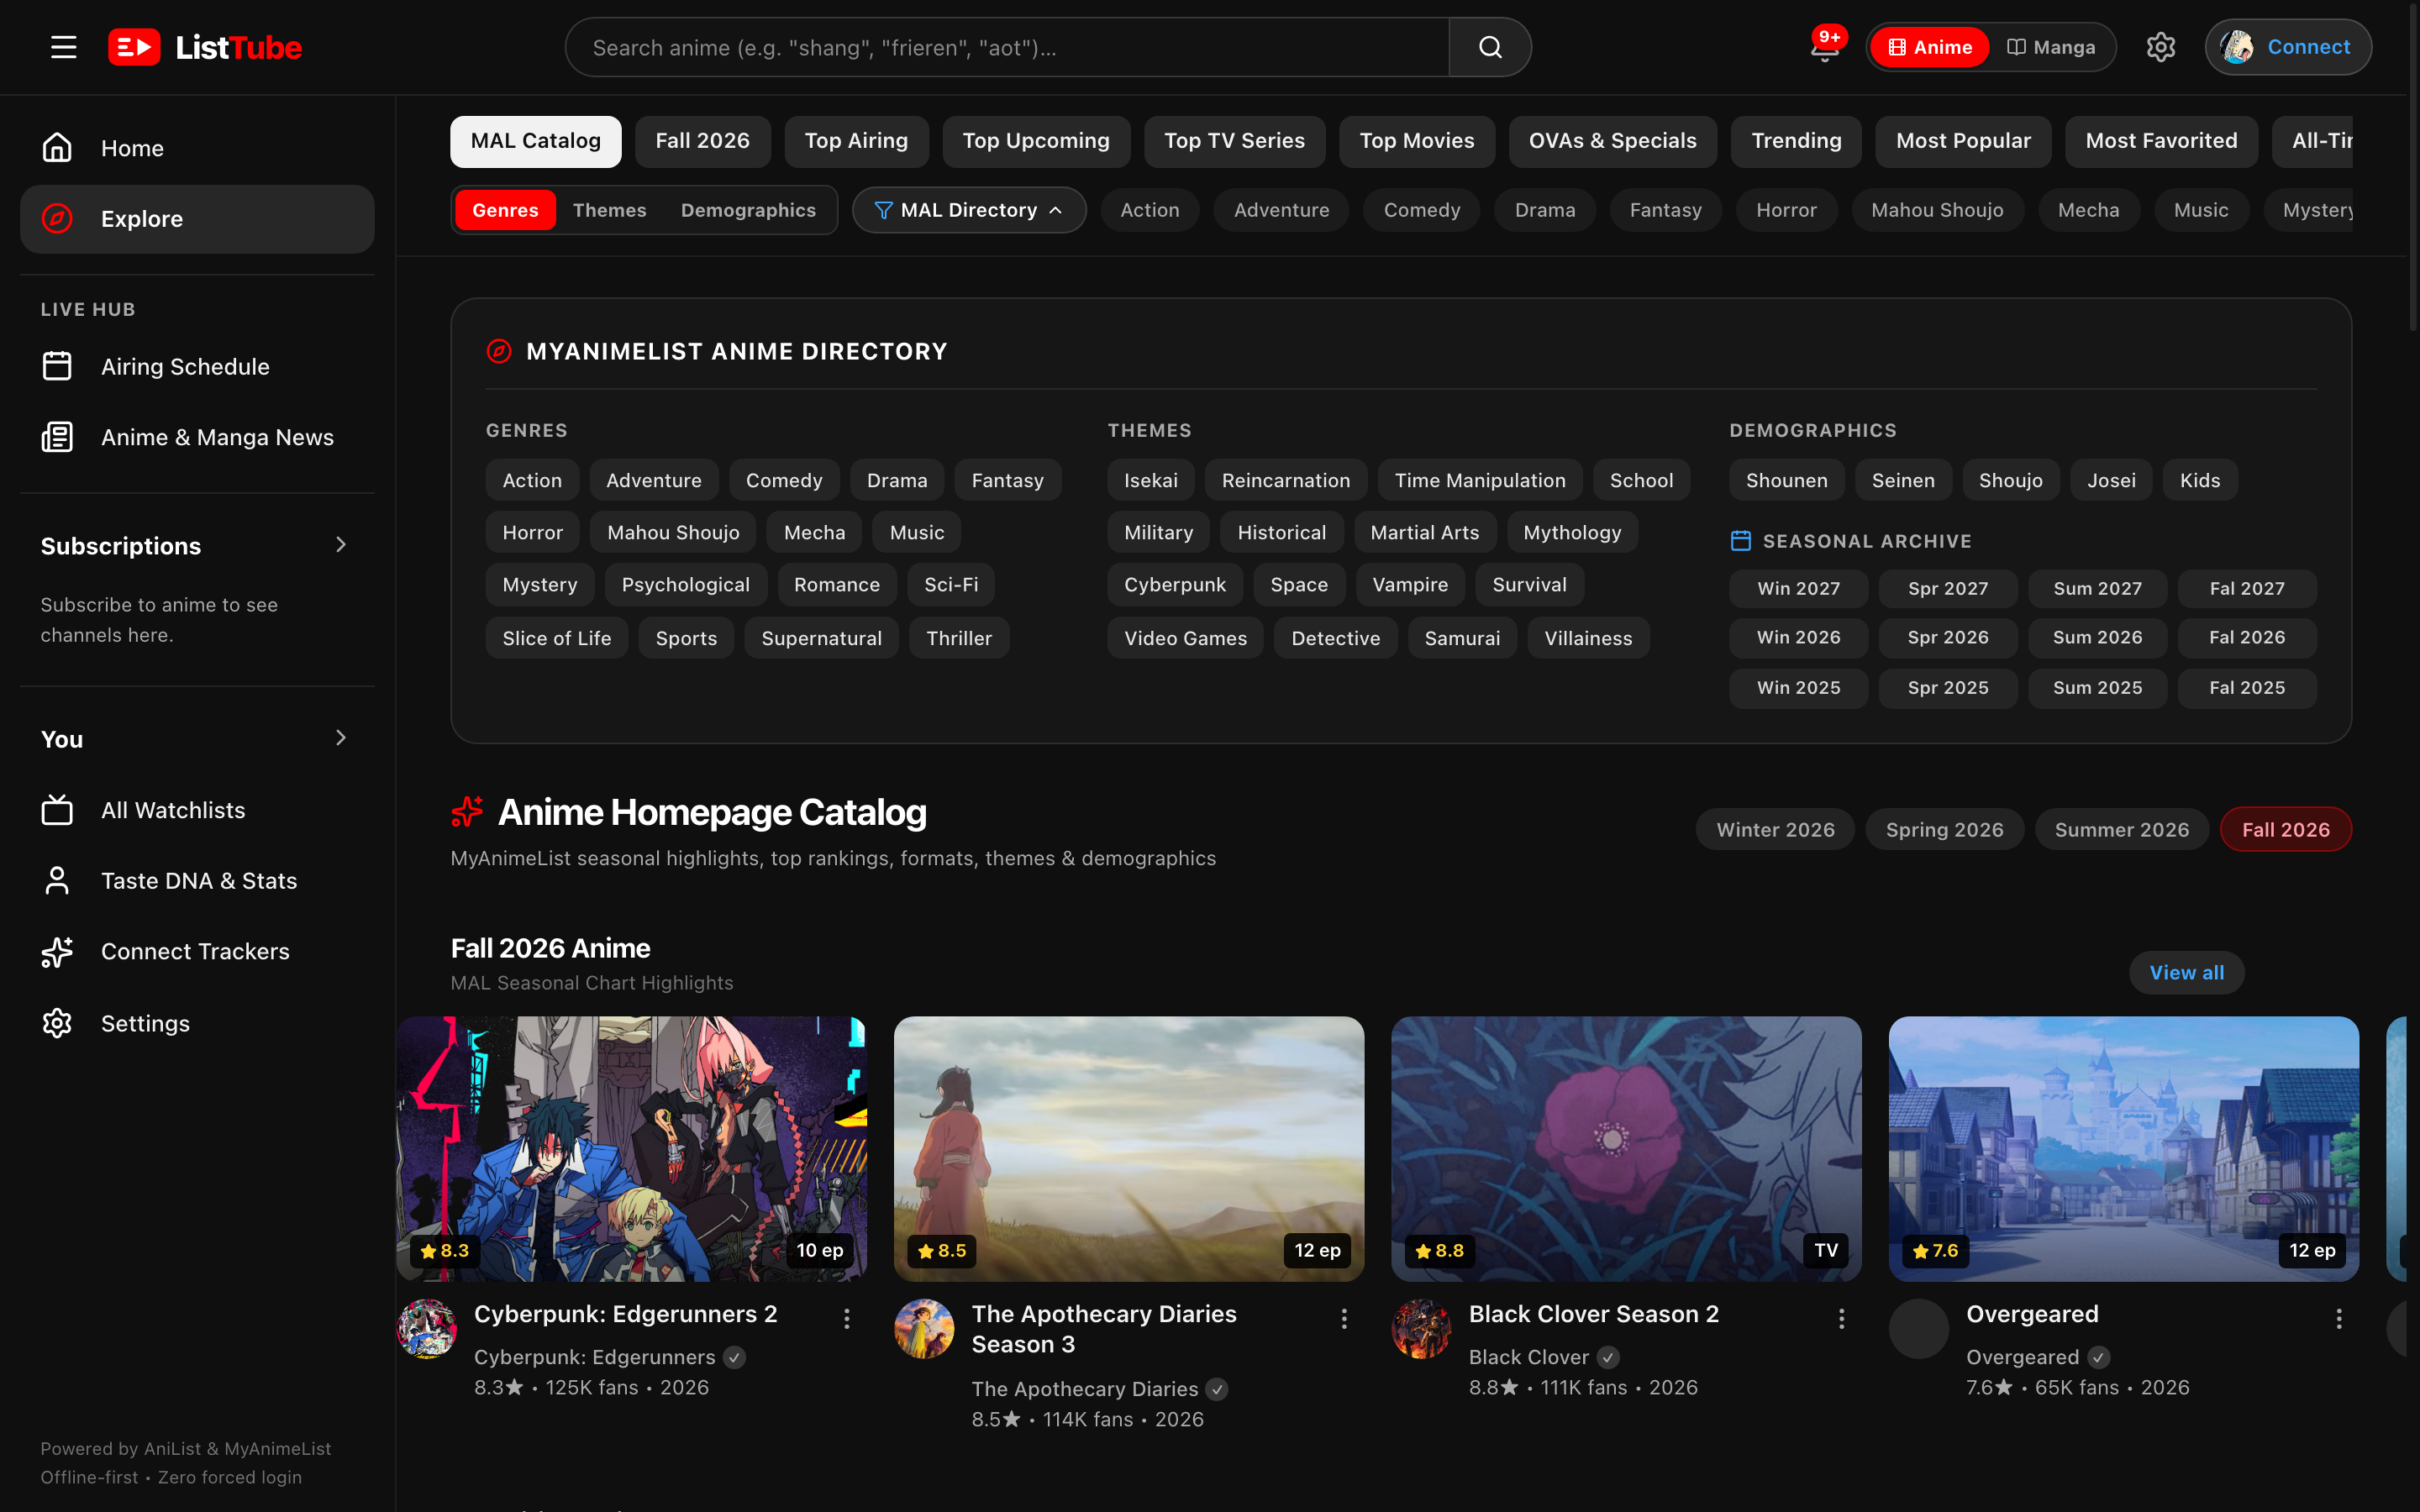 ListTube
Search anime (e.g. "shang", "frieren", "aot")...
9+
Anime
Manga
Connect
Home
Explore
LIVE HUB
Airing Schedule
Anime & Manga News
Subscriptions
Subscribe to anime to see
channels here.
You
All Watchlists
Taste DNA & Stats
Connect Trackers
Settings
Powered by AniList & MyAnimeList
Offline-first • Zero forced login
MAL Catalog Fall 2026 Top Airing Top Upcoming Top TV Series Top Movies OVAs & Specials Trending Most Popular Most Favorited All-Tir
Genres Themes Demographics MAL Directory Action Adventure Comedy Drama Fantasy Horror Mahou Shoujo Mecha Music Mystery
MYANIMELIST ANIME DIRECTORY
GENRES
Action Adventure Comedy Drama Fantasy
Horror Mahou Shoujo Mecha Music
Mystery Psychological Romance Sci-Fi
Slice of Life Sports Supernatural Thriller
THEMES
Isekai Reincarnation Time Manipulation School
Military Historical Martial Arts Mythology
Cyberpunk Space Vampire Survival
Video Games Detective Samurai Villainess
DEMOGRAPHICS
Shounen Seinen Shoujo Josei Kids
SEASONAL ARCHIVE
Win 2027 Spr 2027 Sum 2027 Fal 2027
Win 2026 Spr 2026 Sum 2026 Fal 2026
Win 2025 Spr 2025 Sum 2025 Fal 2025
Anime Homepage Catalog
MyAnimeList seasonal highlights, top rankings, formats, themes & demographics
Winter 2026 Spring 2026 Summer 2026 Fall 2026
Fall 2026 Anime
MAL Seasonal Chart Highlights
View all
★8.3
10 ep
Cyberpunk: Edgerunners 2
Cyberpunk: Edgerunners
8.3★ • 125K fans • 2026
★8.5
12 ep
The Apothecary Diaries
Season 3
The Apothecary Diaries
8.5★ • 114K fans • 2026
★8.8
TV
Black Clover Season 2
Black Clover
8.8★ • 111K fans • 2026
★7.6
12 ep
Overgeared
Overgeared
7.6★ • 65K fans • 2026